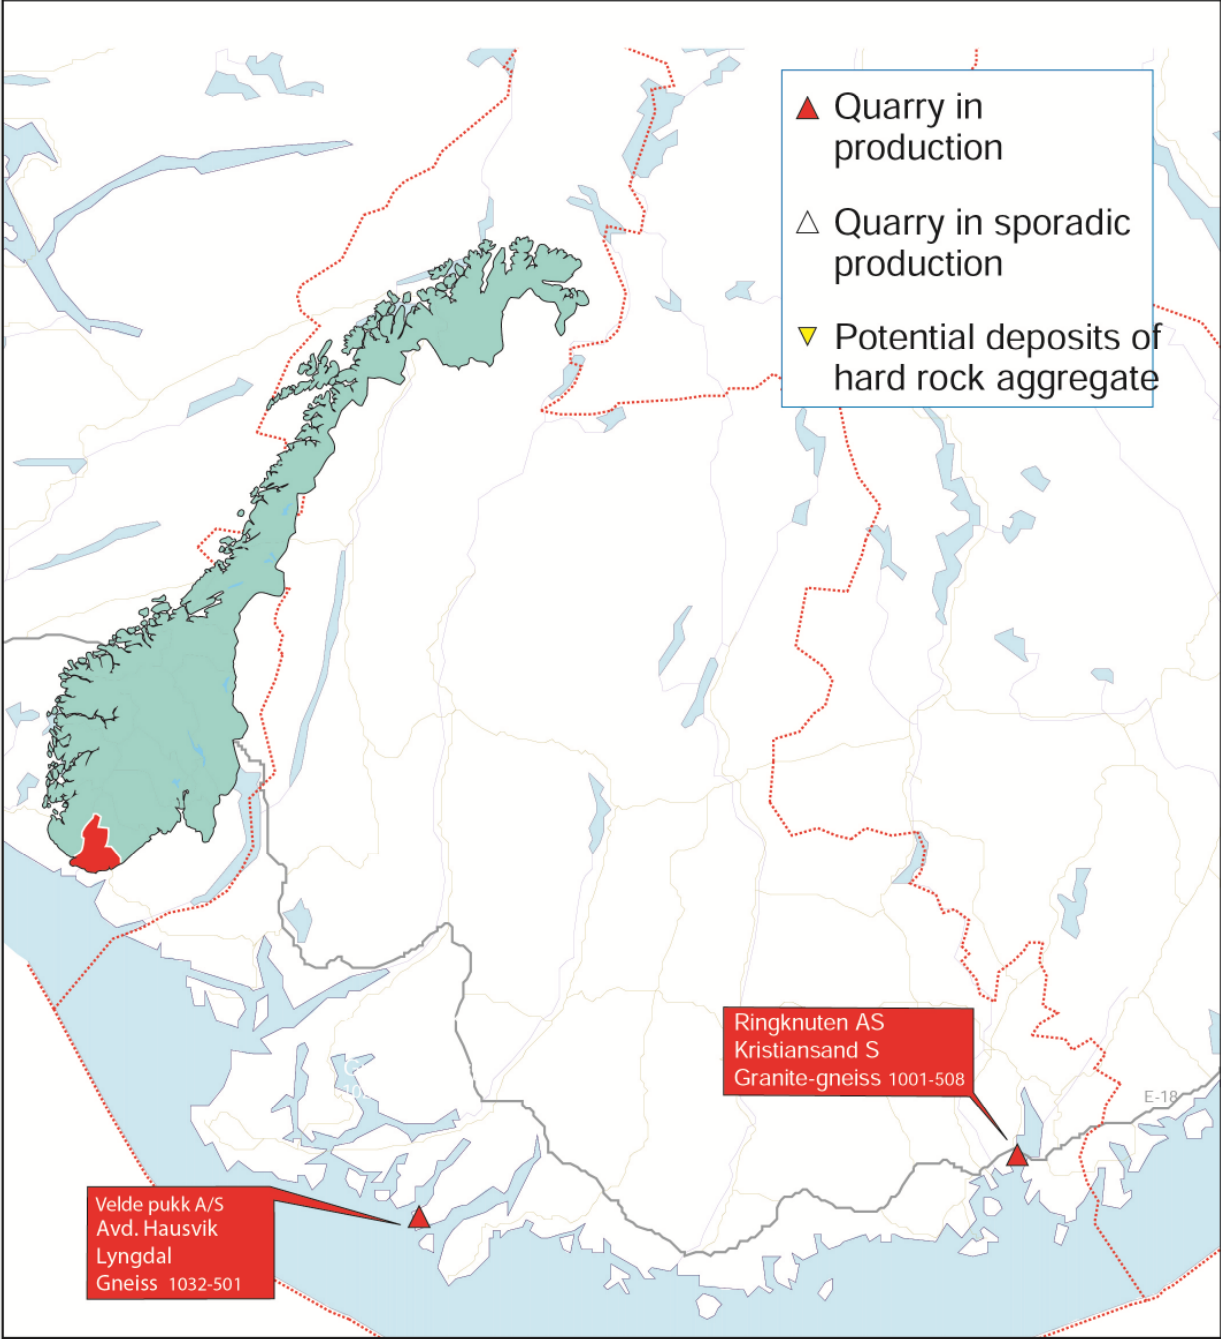 Quarry in
production
Quarry in sporadic
production
Potential deposits of
hard rock aggregate
Ringknuten AS
Kristiansand S
Granite-gneiss 1001-508
E-18
Velde pukk A/S
Avd. Hausvik
Lyngdal
Gneiss 1032-501